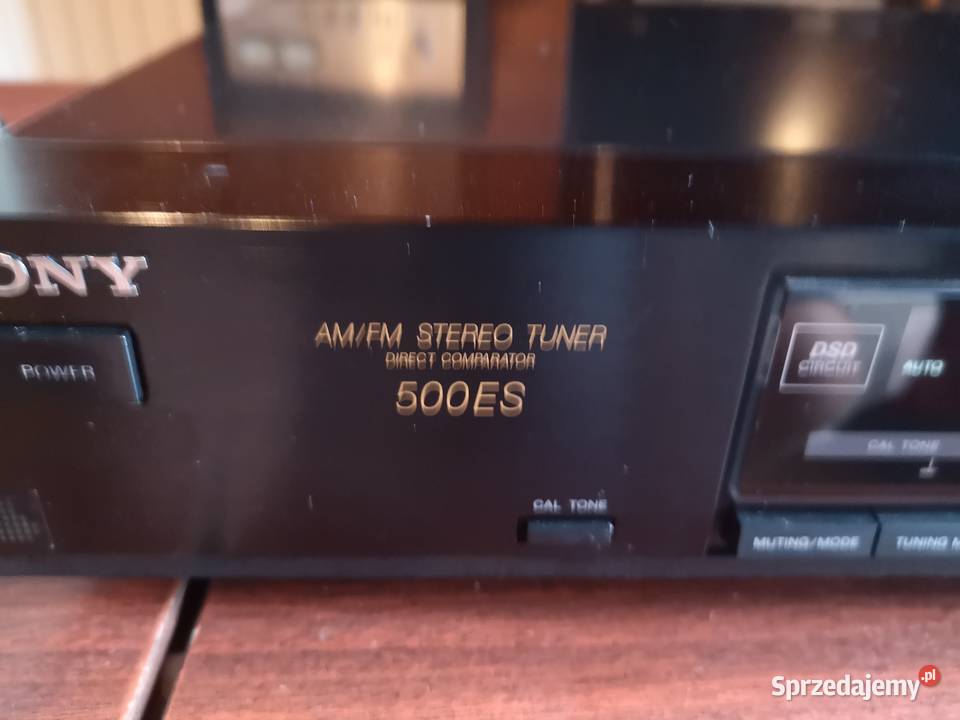 ONY
POWER
AM/FM STEREO TUNER
DIRECT COMPARATOR
500ES
CAL TONE
DSD
CIRCUIT
AUTO
CAL TONE
MUTING/MODE
TUNING M
Sprzedajemy.pl